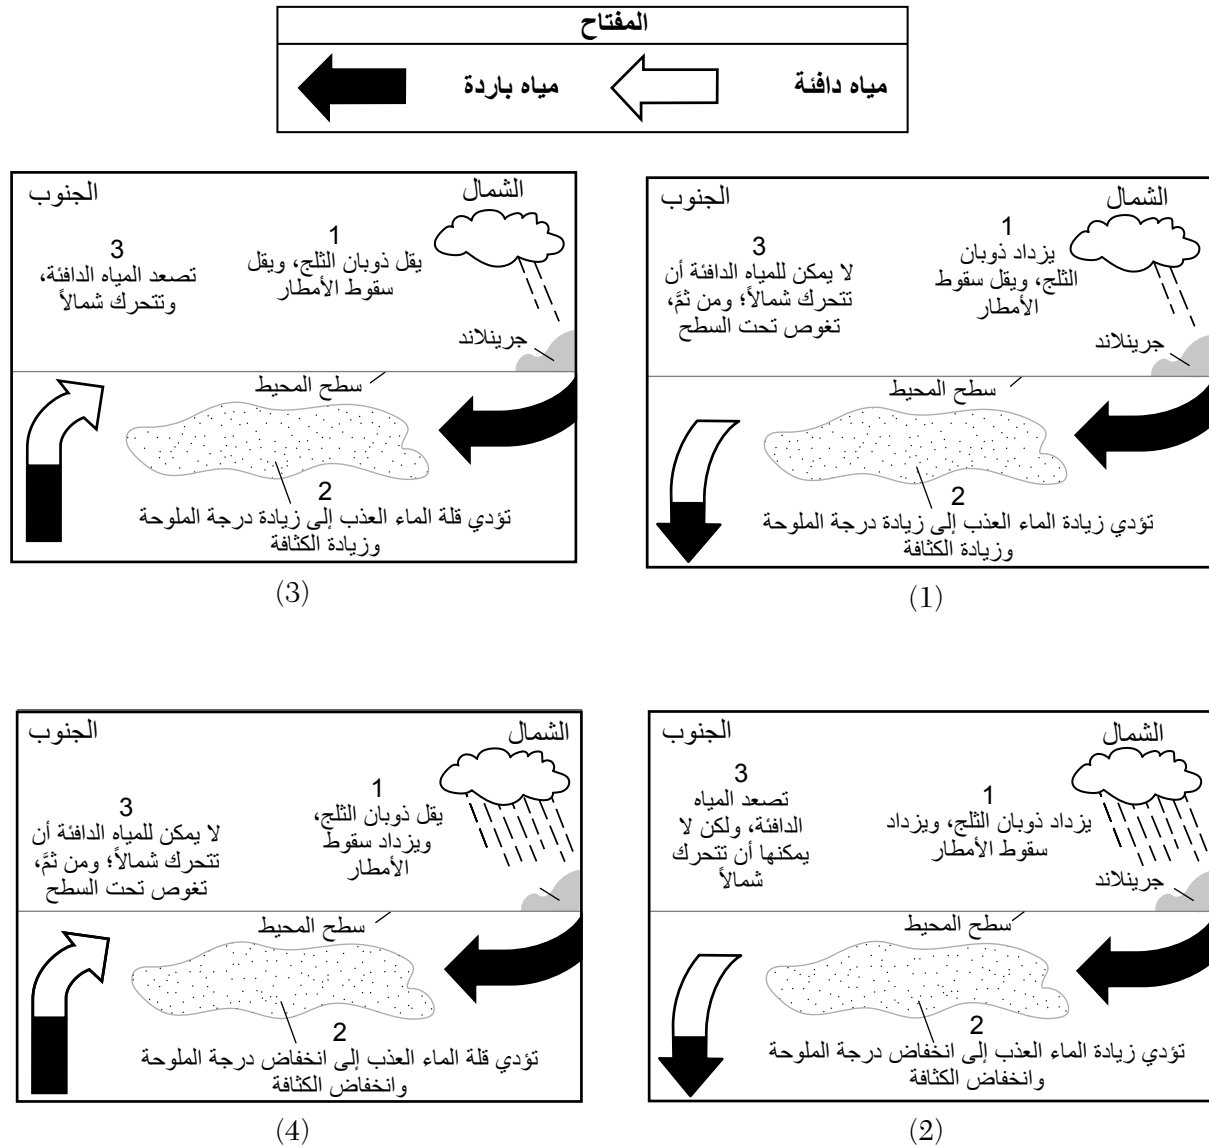 المفتاح
مياه دافئة
مياه باردة
الشمال
الجنوب
1
يزداد ذوبان
الثلج، ويقل سقوط
الأمطار
3
لا يمكن للمياه الدافئة أن
تتحرك شمالاً؛ ومن ثمَّ،
تغوص تحت السطح
جرينلاند
سطح المحيط
2
تؤدي زيادة الماء العذب إلى زيادة درجة الملوحة
وزيادة الكثافة
(1)
الشمال
الجنوب
1
يقل ذوبان الثلج، ويقل
سقوط الأمطار
3
تصعد المياه الدافئة،
وتتحرك شمالاً
جرينلاند
سطح المحيط
2
تؤدي قلة الماء العذب إلى زيادة درجة الملوحة
وزيادة الكثافة
(3)
الشمال
الجنوب
1
يزداد ذوبان الثلج، ويزداد
سقوط الأمطار
3
تصعد المياه
الدافئة، ولكن لا
يمكنها أن تتحرك
شمالاً
جرينلاند
سطح المحيط
2
تؤدي زيادة الماء العذب إلى انخفاض درجة الملوحة
وانخفاض الكثافة
(2)
الشمال
الجنوب
1
يقل ذوبان الثلج،
ويزداد سقوط
الأمطار
3
لا يمكن للمياه الدافئة أن
تتحرك شمالاً؛ ومن ثمَّ،
تغوص تحت السطح
سطح المحيط
2
تؤدي قلة الماء العذب إلى انخفاض درجة الملوحة
وانخفاض الكثافة
(4)